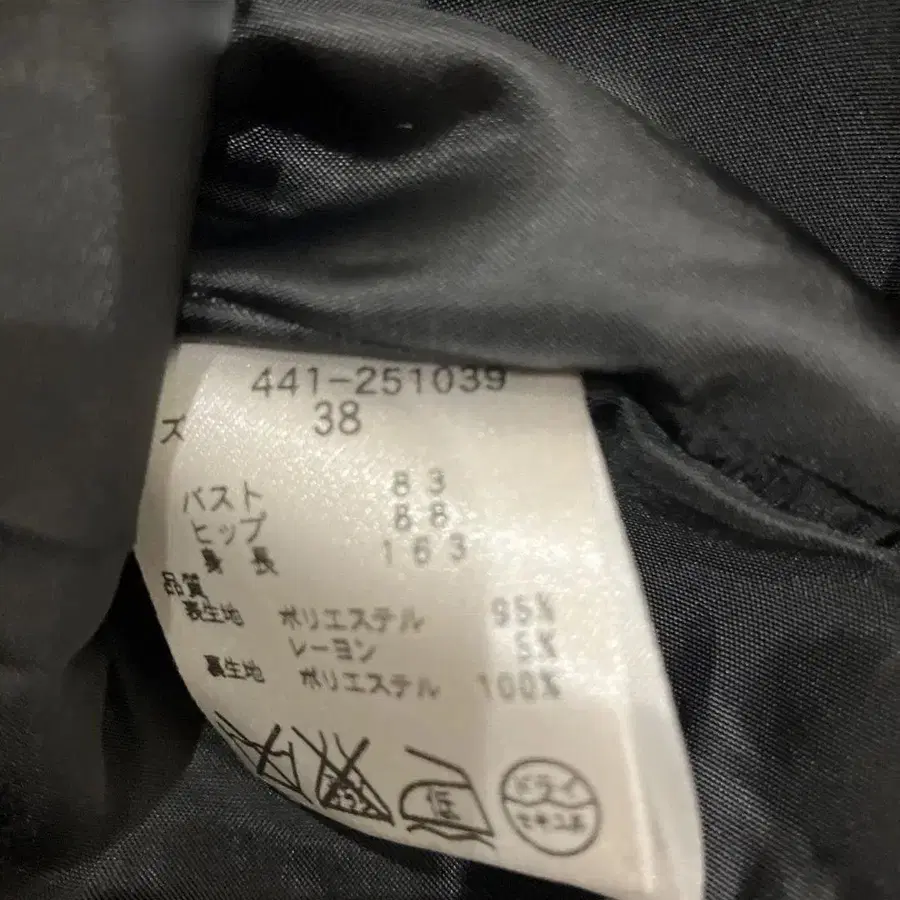 441-251039
ズ 38
バスト 83
ヒップ 88
身長 163
品質
表生地 ポリエステル 95%
レーヨン 5%
裏生地 ポリエステル 100%
低
ドライ
セキユ系